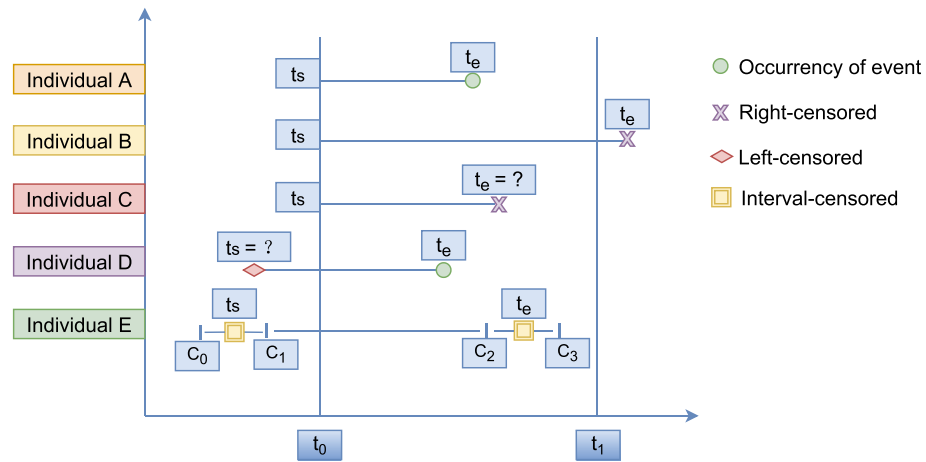 Individual A
ts
te
Individual B
ts
te
Individual C
ts
te = ?
Individual D
ts = ?
te
Individual E
ts
te
C0
C1
C2
C3
t0
t1
Occurrency of event
Right-censored
Left-censored
Interval-censored